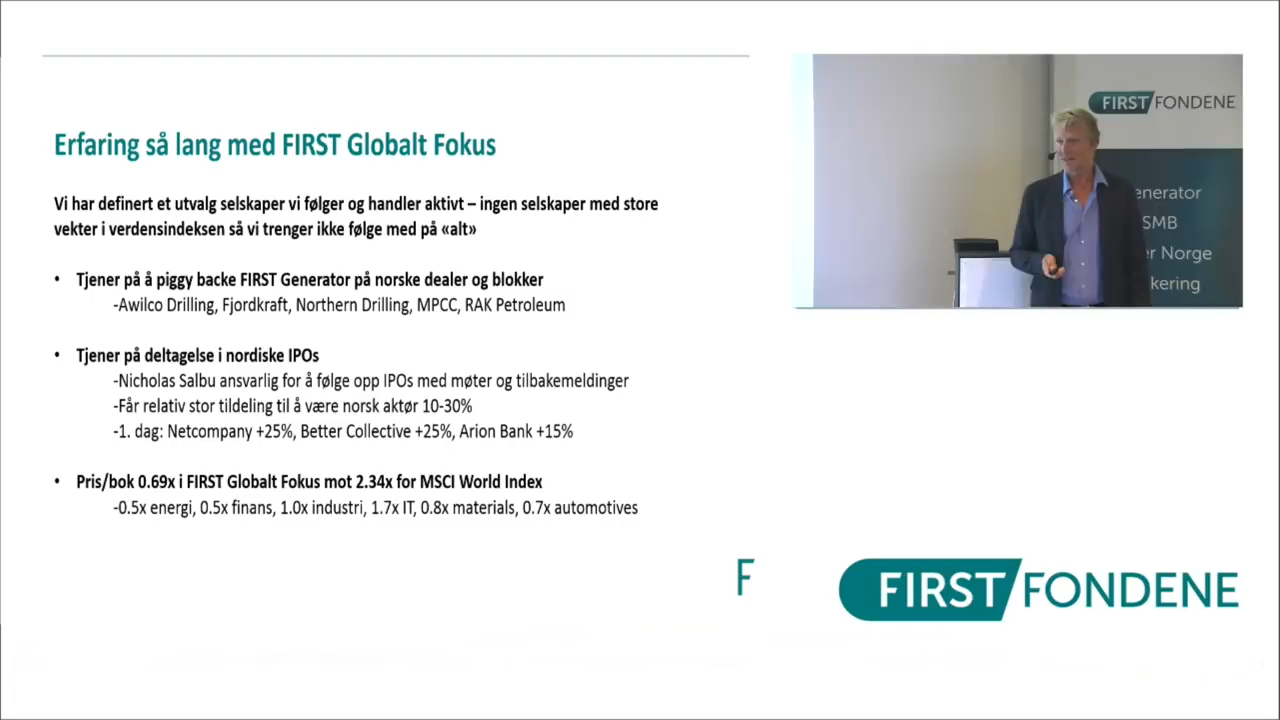 Erfaring så lang med FIRST Globalt Fokus
Vi har definert et utvalg selskaper vi følger og handler aktivt – ingen selskaper med store
vekter i verdensindeksen så vi trenger ikke følge med på «alt»
• Tjener på å piggy backe FIRST Generator på norske dealer og blokker
-Awilco Drilling, Fjordkraft, Northern Drilling, MPCC, RAK Petroleum
• Tjener på deltagelse i nordiske IPOs
-Nicholas Salbu ansvarlig for å følge opp IPOs med møter og tilbakemeldinger
-Får relativ stor tildeling til å være norsk aktør 10-30%
-1. dag: Netcompany +25%, Better Collective +25%, Arion Bank +15%
• Pris/bok 0.69x i FIRST Globalt Fokus mot 2.34x for MSCI World Index
-0.5x energi, 0.5x finans, 1.0x industri, 1.7x IT, 0.8x materials, 0.7x automotives
FIRST FONDENE
enerator
SMB
r Norge
kering
F
FIRST FONDENE